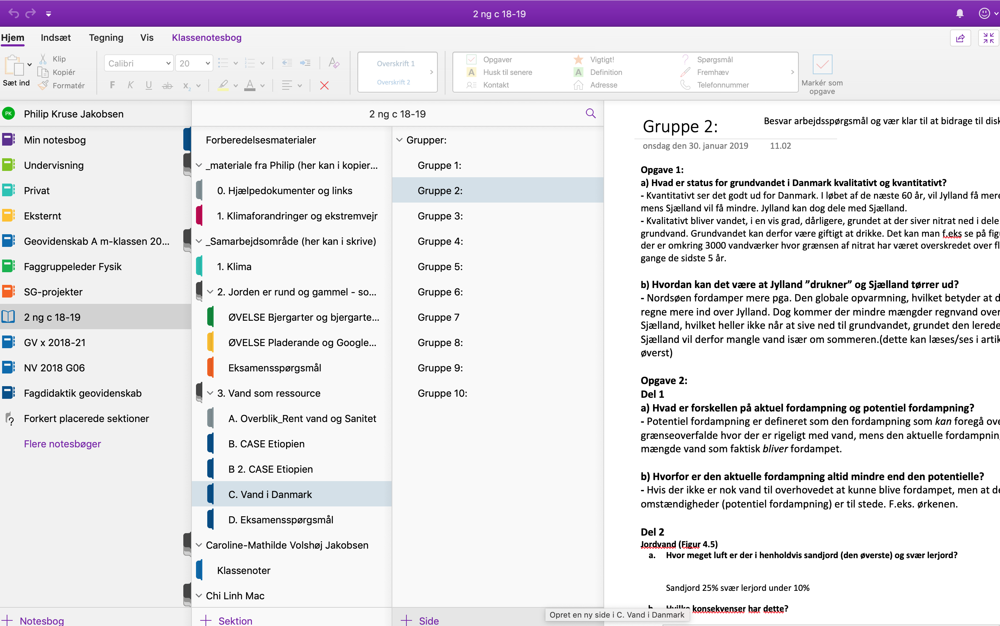 2 ng c 18-19
Hjem Indsæt Tegning Vis Klassenotesbog
Sæt ind
Klip
Kopiér
Formatér
Calibri 20
F K U ab x2 A
Overskrift 1
Overskrift 2
Opgaver Vigtigt! Spørgsmål
A Husk til senere A Definition Fremhæv
Kontakt Adresse Telefonnummer
Markér som
opgave
PK Philip Kruse Jakobsen
Min notesbog
Undervisning
Privat
Eksternt
Geovidenskab A m-klassen 20...
Faggruppeleder Fysik
SG-projekter
2 ng c 18-19
GV x 2018-21
NV 2018 G06
Fagdidaktik geovidenskab
Forkert placerede sektioner
Flere notesbøger
Notesbog
2 ng c 18-19
Forberedelsesmaterialer
_materiale fra Philip (her kan i kopier...
0. Hjælpedokumenter og links
1. Klimaforandringer og ekstremvejr
_Samarbejdsområde (her kan i skrive)
1. Klima
2. Jorden er rund og gammel - so...
ØVELSE Bjergarter og bjergarte...
ØVELSE Pladerande og Google...
Eksamensspørgsmål
3. Vand som ressource
A. Overblik_Rent vand og Sanitet
B. CASE Etiopien
B 2. CASE Etiopien
C. Vand i Danmark
D. Eksamensspørgsmål
Caroline-Mathilde Volshøj Jakobsen
Klassenoter
Chi Linh Mac
Sektion
Grupper:
Gruppe 1:
Gruppe 2:
Gruppe 3:
Gruppe 4:
Gruppe 5:
Gruppe 6:
Gruppe 7
Gruppe 8:
Gruppe 9:
Gruppe 10:
Side
Opret en ny side i C. Vand i Danmark
Gruppe 2:
Besvar arbejdsspørgsmål og vær klar til at bidrage til disk
onsdag den 30. januar 2019 11.02
Opgave 1:
a) Hvad er status for grundvandet i Danmark kvalitativt og kvantitativt?
- Kvantitativt ser det godt ud for Danmark. I løbet af de næste 60 år, vil Jylland få mere
mens Sjælland vil få mindre. Jylland kan dog dele med Sjælland.
- Kvalitativt bliver vandet, i en vis grad, dårligere, grundet at der siver nitrat ned i dele
grundvand. Grundvandet kan derfor være giftigt at drikke. Det kan man f.eks se på figu
der er omkring 3000 vandværker hvor grænsen af nitrat har været overskredet over fl
gange de sidste 5 år.
b) Hvordan kan det være at Jylland ”drukner” og Sjælland tørrer ud?
- Nordsøen fordamper mere pga. Den globale opvarmning, hvilket betyder at d
regne mere ind over Jylland. Dog kommer der mindre mængder regnvand over
Sjælland, hvilket heller ikke når at sive ned til grundvandet, grundet den lerede
Sjælland vil derfor mangle vand især om sommeren.(dette kan læses/ses i artik
øverst)
Opgave 2:
Del 1
a) Hvad er forskellen på aktuel fordampning og potentiel fordampning?
- Potentiel fordampning er defineret som den fordampning som kan foregå ove
grænseoverfalde hvor der er rigeligt med vand, mens den aktuelle fordampning
mængde vand som faktisk bliver fordampet.
b) Hvorfor er den aktuelle fordampning altid mindre end den potentielle?
- Hvis der ikke er nok vand til overhovedet at kunne blive fordampet, men at de
omstændigheder (potentiel fordampning) er til stede. F.eks. ørkenen.
Del 2
Jordvand (Figur 4.5)
a. Hvor meget luft er der i henholdvis sandjord (den øverste) og svær lerjord?
Sandjord 25% svær lerjord under 10%
b. Hvilke konsekvenser har dette?